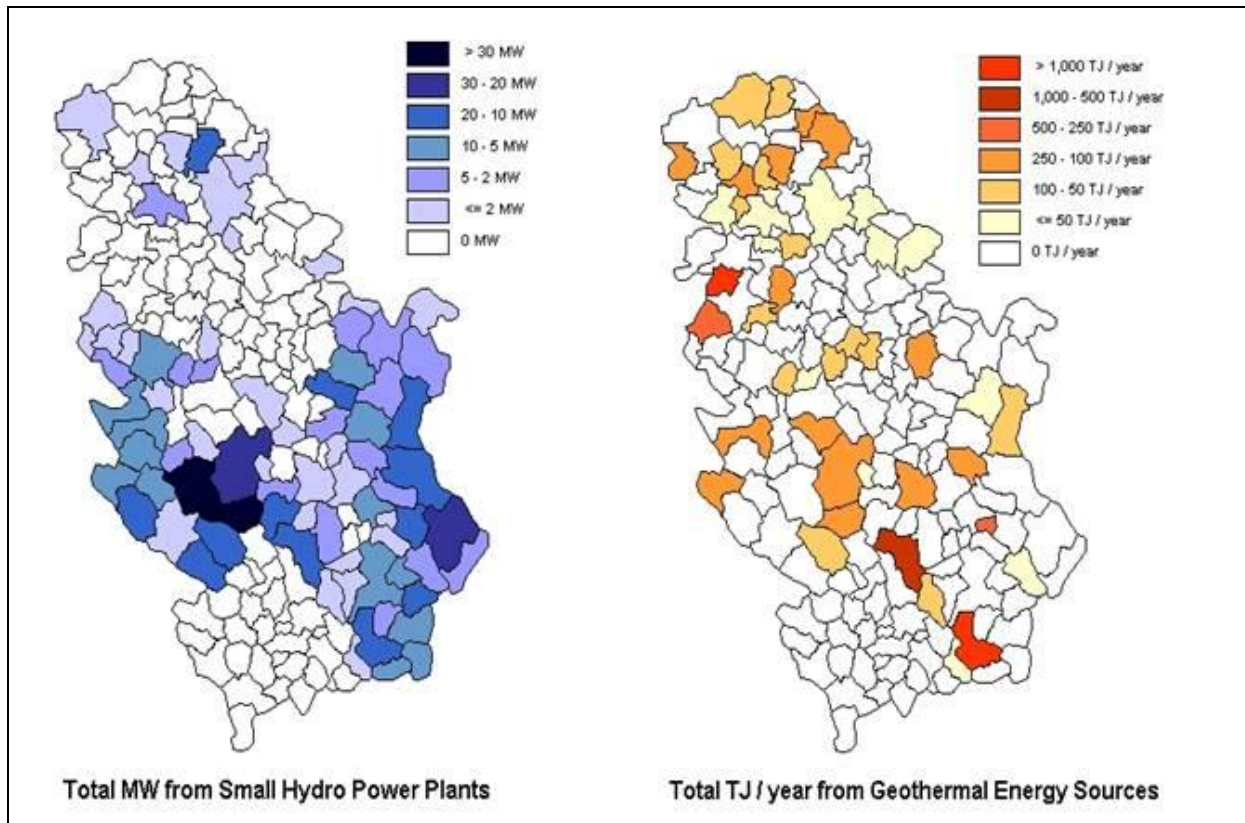 > 30 MW
30 - 20 MW
20 - 10 MW
10 - 5 MW
5 - 2 MW
<= 2 MW
0 MW
> 1,000 TJ / year
1,000 - 500 TJ / year
500 - 250 TJ / year
250 - 100 TJ / year
100 - 50 TJ / year
<= 50 TJ / year
0 TJ / year
Total MW from Small Hydro Power Plants
Total TJ / year from Geothermal Energy Sources